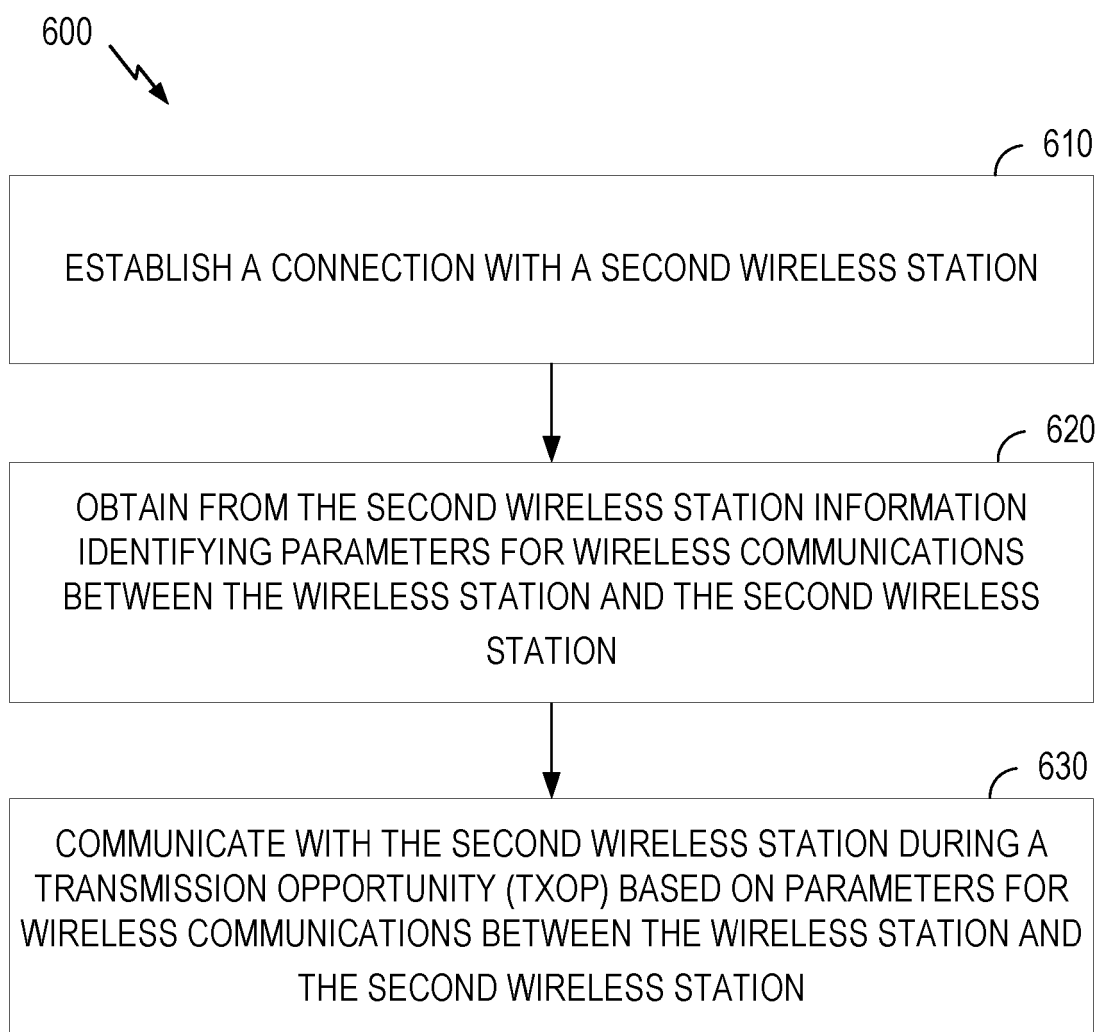 600
610
ESTABLISH A CONNECTION WITH A SECOND WIRELESS STATION
620
OBTAIN FROM THE SECOND WIRELESS STATION INFORMATION
IDENTIFYING PARAMETERS FOR WIRELESS COMMUNICATIONS
BETWEEN THE WIRELESS STATION AND THE SECOND WIRELESS
STATION
630
COMMUNICATE WITH THE SECOND WIRELESS STATION DURING A
TRANSMISSION OPPORTUNITY (TXOP) BASED ON PARAMETERS FOR
WIRELESS COMMUNICATIONS BETWEEN THE WIRELESS STATION AND
THE SECOND WIRELESS STATION